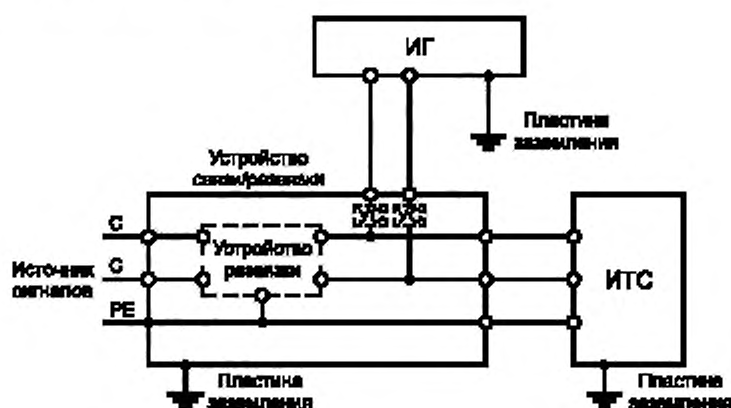 ИГ
Пластина
заземления
Устройство
связи/развязки
С
Устройство
развязки
Источник
сигналов
С
PE
ИТС
Пластина
заземления
Пластина
заземления